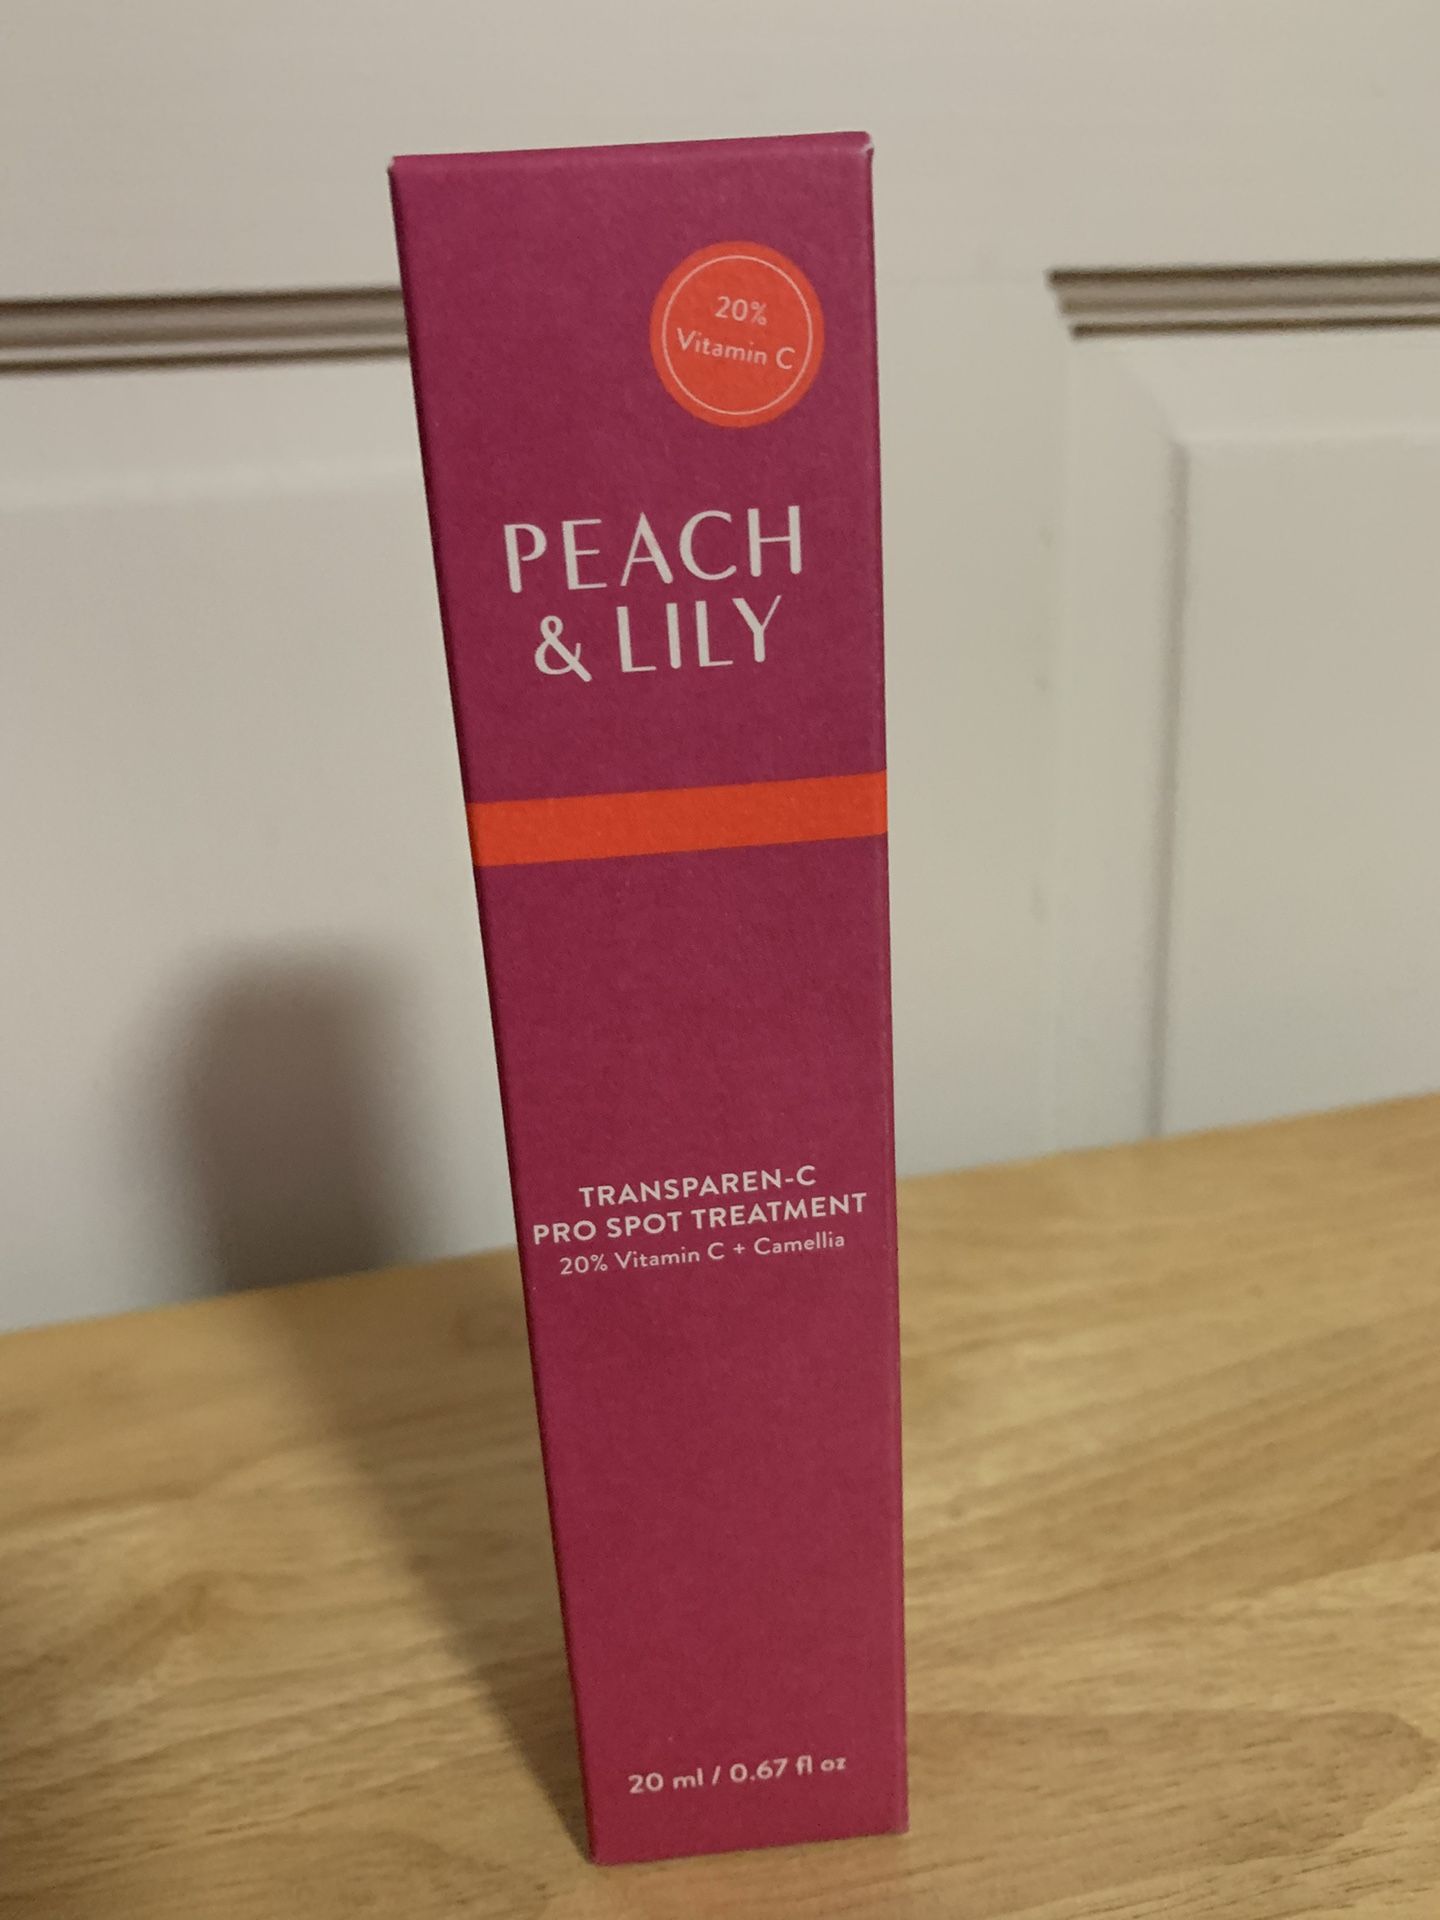 20%
Vitamin C
PEACH
& LILY
TRANSPAREN-C
PRO SPOT TREATMENT
20% Vitamin C + Camellia
20 ml / 0.67 fl oz